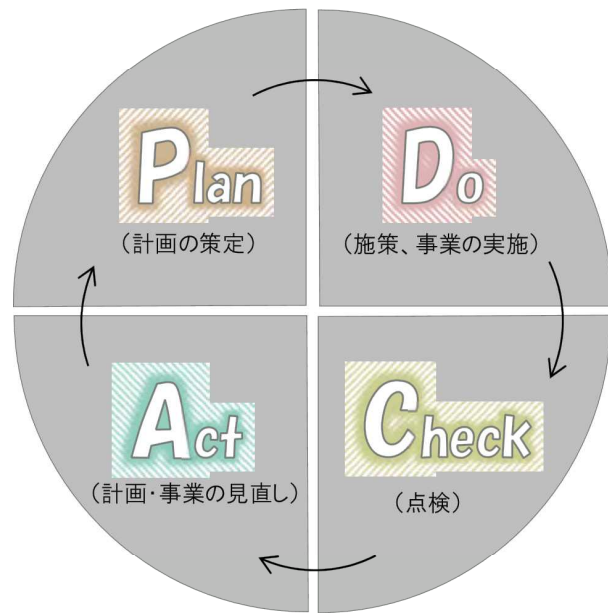 Plan
(計画の策定)
Do
(施策、事業の実施)
Check
(点検)
Act
(計画・事業の見直し)